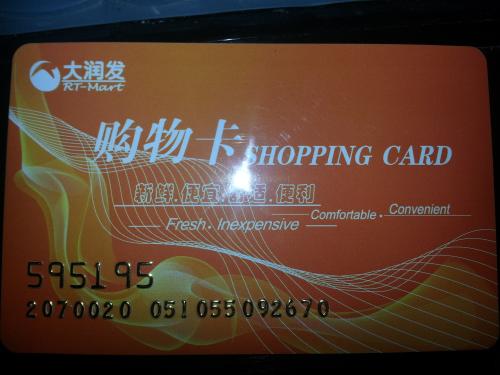 大润发
RT-Mart
购物卡 SHOPPING CARD
新鲜.便宜.舒适.便利
Fresh · Inexpensive Comfortable · Convenient
595195
2070020 051055092670